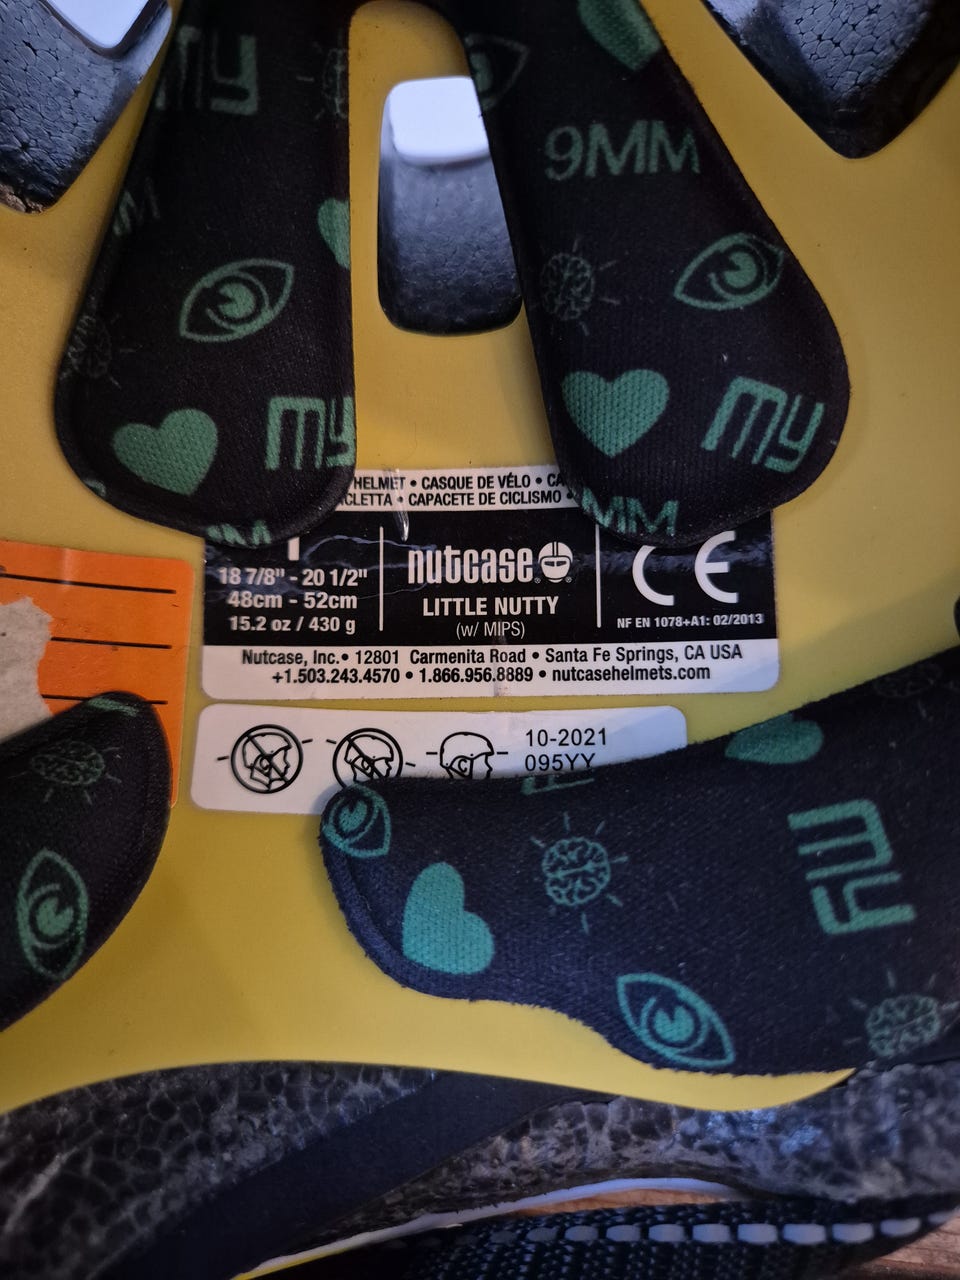 MY
9MM
MM
MY
MY
HELMET • CASQUE DE VÉLO •
CAPACETE DE CICLISMO •
MM
18 7/8" - 20 1/2"
48cm - 52cm
15.2 oz / 430 g
nutcase
LITTLE NUTTY
(w/ MIPS)
CE
NF EN 1078+A1: 02/2013
Nutcase, Inc. • 12801 Carmenita Road • Santa Fe Springs, CA USA
+1.503.243.4570 • 1.866.956.8889 • nutcasehelmets.com
10-2021
095YY
MY